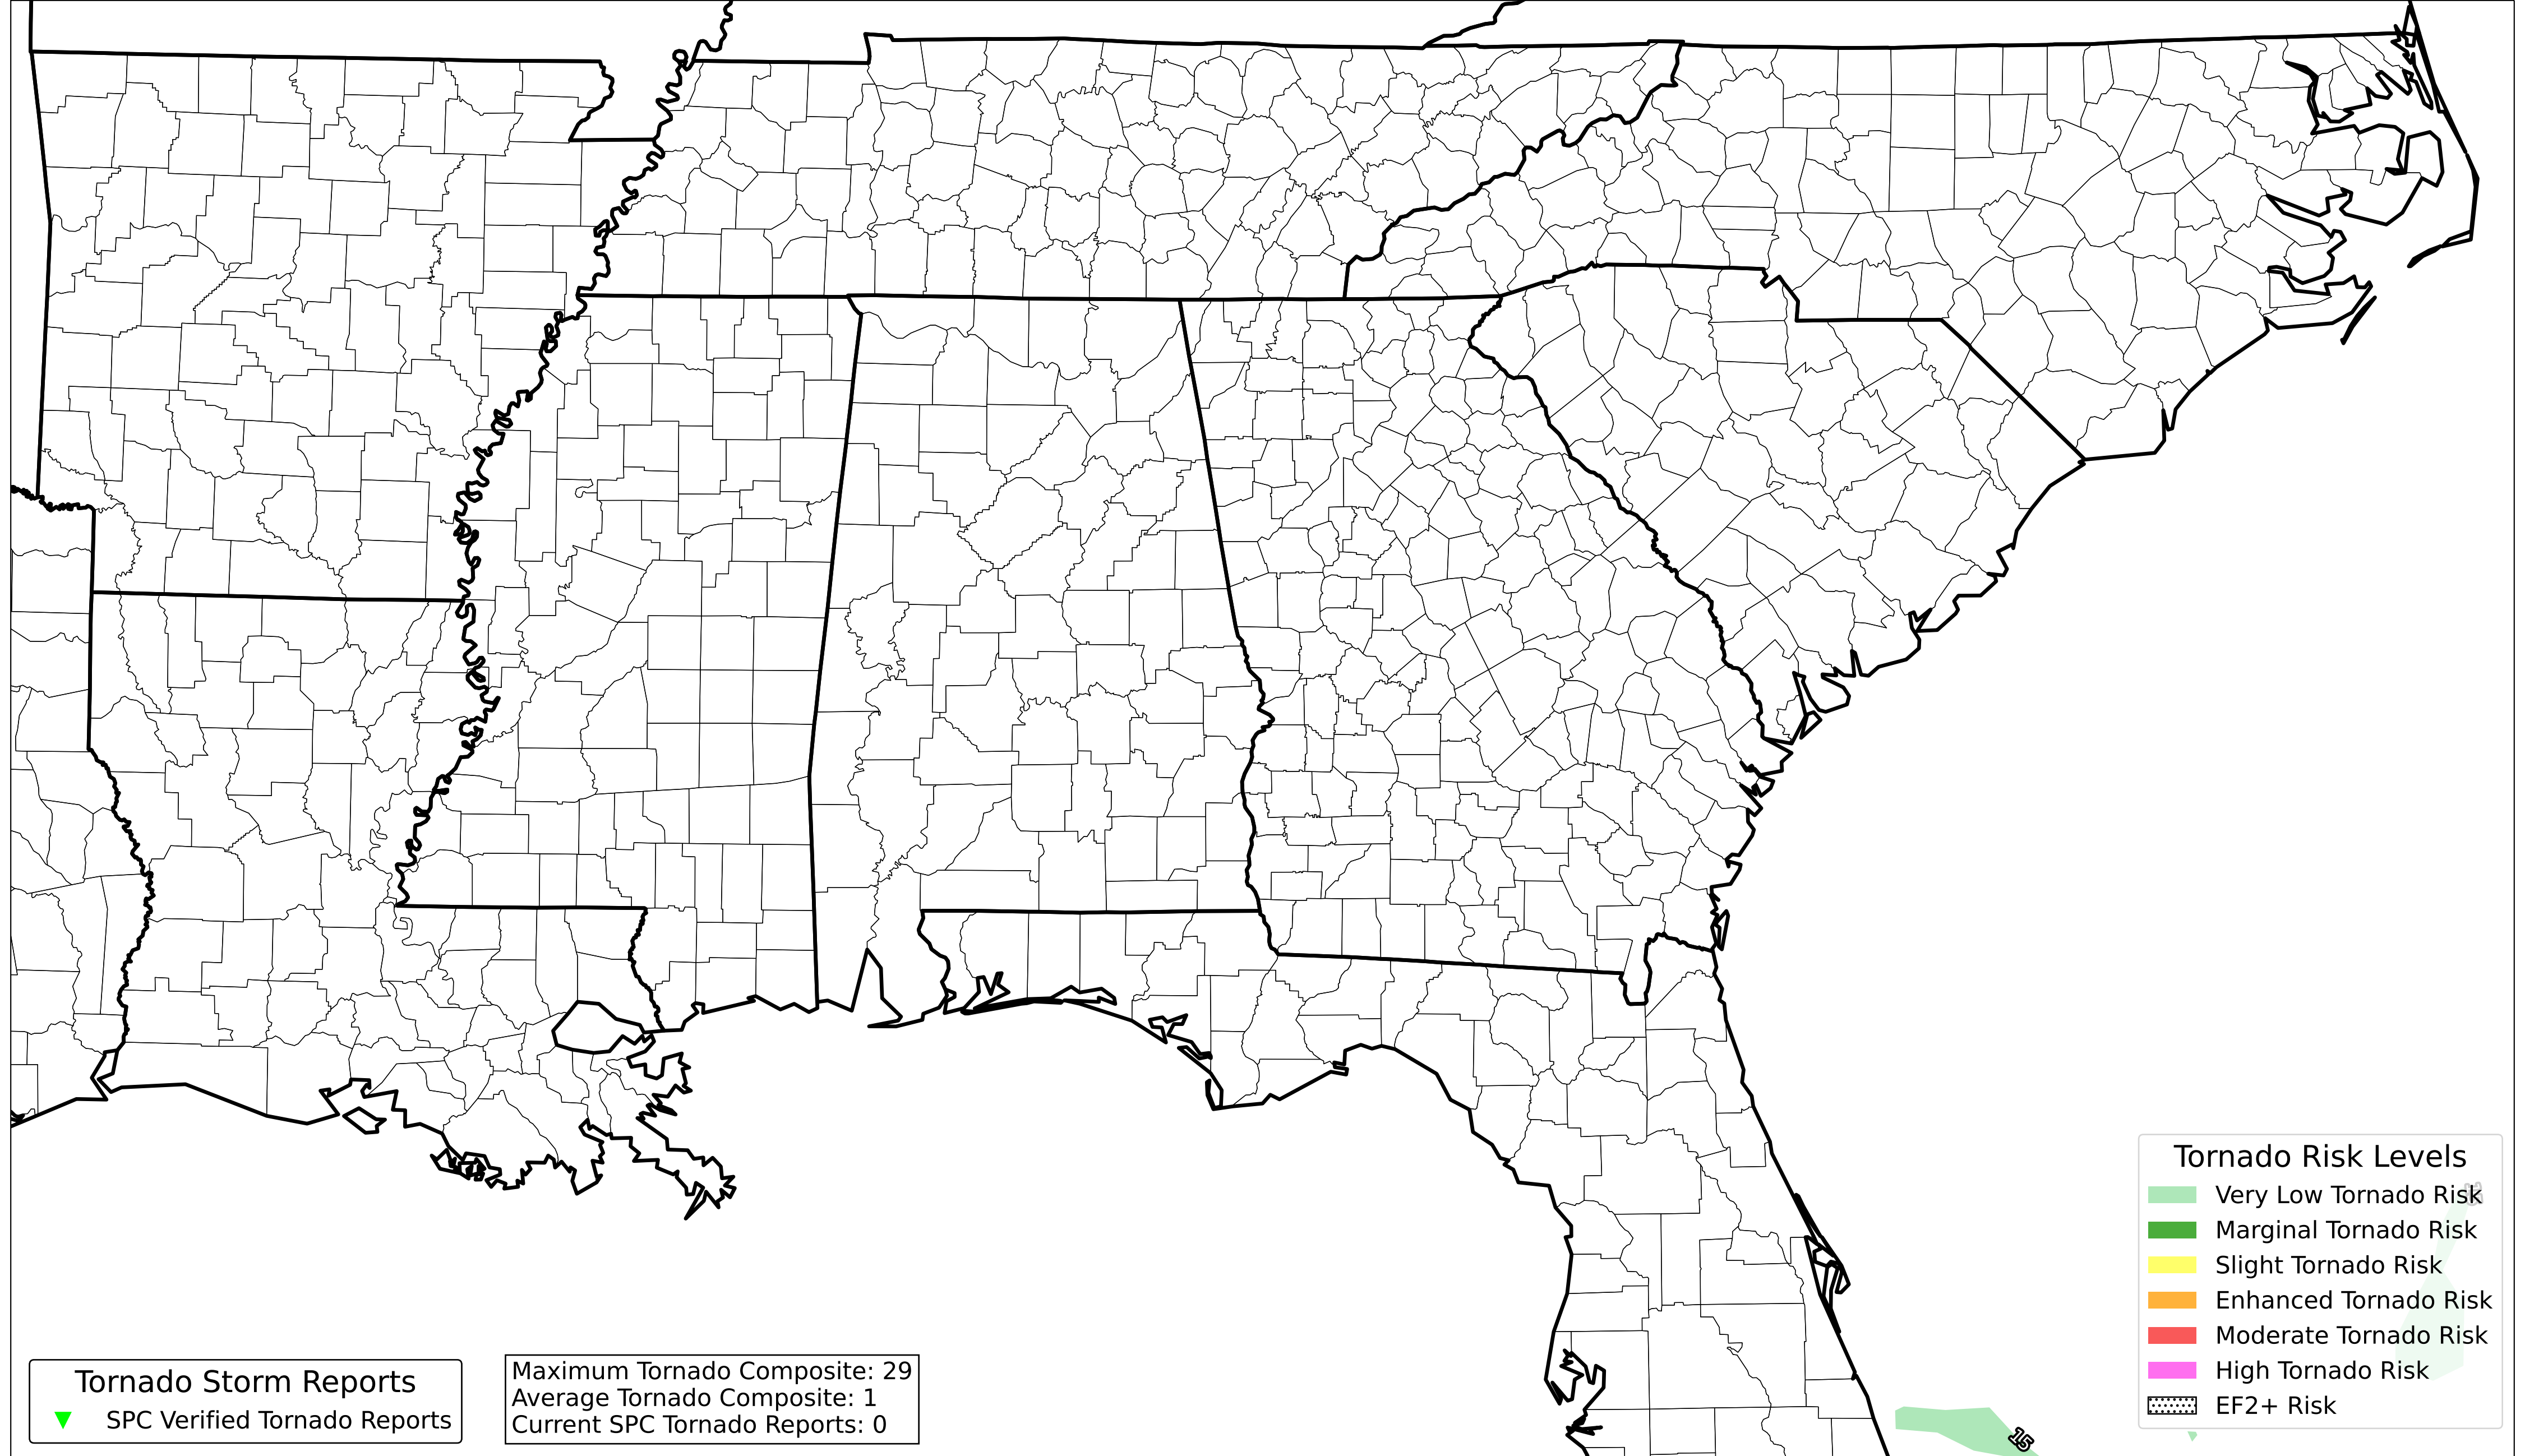 Tornado Risk Levels
Very Low Tornado Risk
Marginal Tornado Risk
Slight Tornado Risk
Enhanced Tornado Risk
Moderate Tornado Risk
High Tornado Risk
EF2+ Risk
Tornado Storm Reports
SPC Verified Tornado Reports
Maximum Tornado Composite: 29
Average Tornado Composite: 1
Current SPC Tornado Reports: 0
15